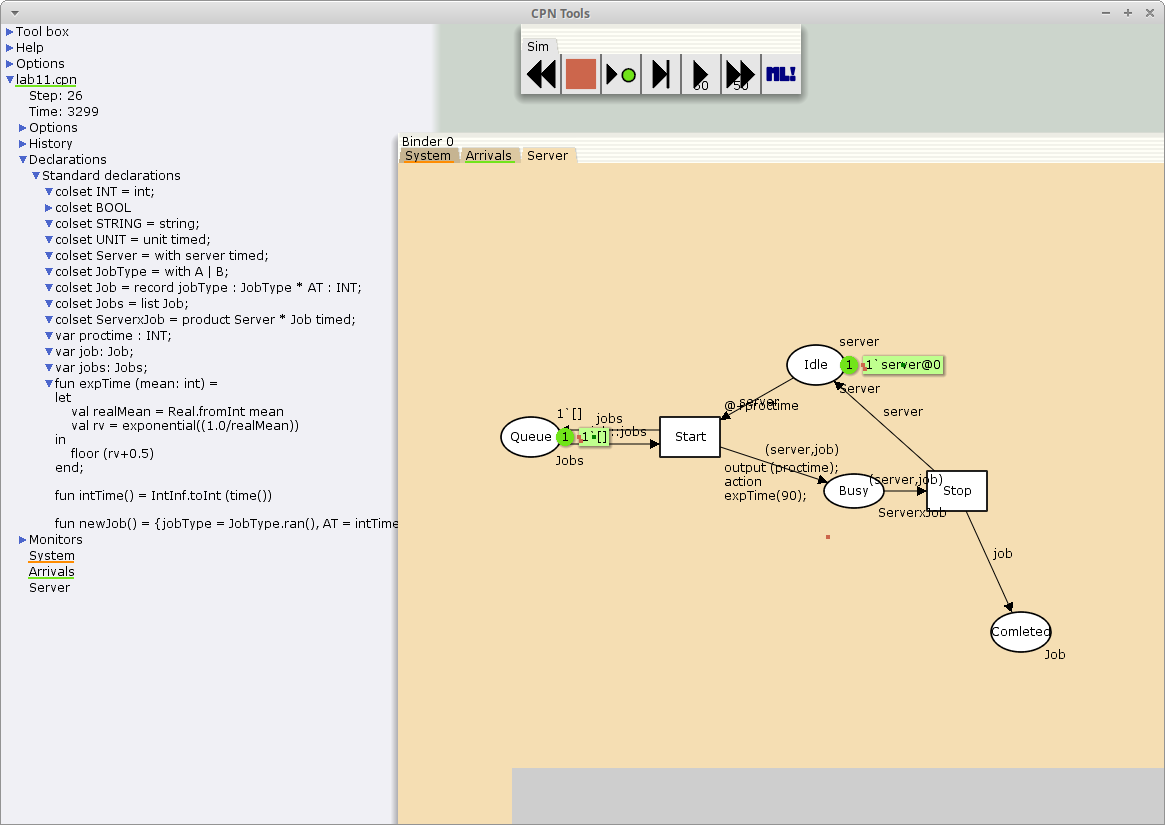 CPN Tools
Tool box
Help
Options
lab11.cpn
Step: 26
Time: 3299
Options
History
Declarations
Standard declarations
colset INT = int;
colset BOOL
colset STRING = string;
colset UNIT = unit timed;
colset Server = with server timed;
colset JobType = with A | B;
colset Job = record jobType : JobType * AT : INT;
colset Jobs = list Job;
colset ServerxJob = product Server * Job timed;
var proctime : INT;
var job: Job;
var jobs: Jobs;
fun expTime (mean: int) =
let
val realMean = Real.fromInt mean
val rv = exponential((1.0/realMean))
in
floor (rv+0.5)
end;
fun intTime() = IntInf.toInt (time())
fun newJob() = {jobType = JobType.ran(), AT = intTime
Monitors
System
Arrivals
Server
Sim
50
50
ML!
Binder 0
System
Arrivals
Server
server
Idle
1
1`server@0
Server
@+proctime
server
server
1`[]
jobs
Queue
1
1`[]
::jobs
Jobs
Start
(server,job)
output (proctime);
action
expTime(90);
Busy
(server,job)
Stop
ServerxJob
job
Comleted
Job